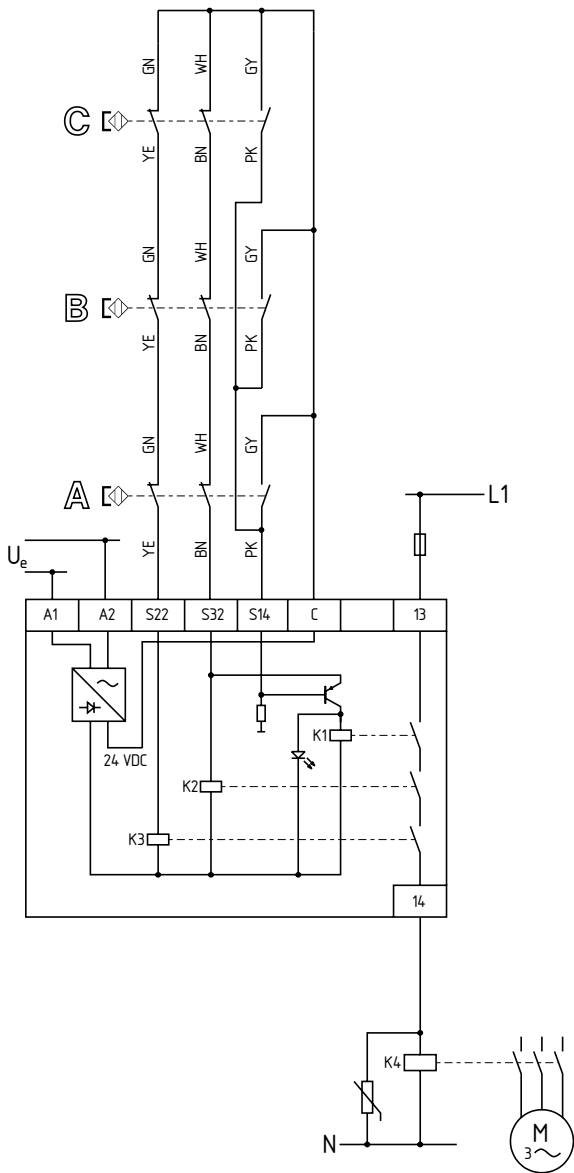 GN WH GY
C
YE BN PK
GN WH GY
B
YE BN PK
GN WH GY
A
L1
YE BN PK
Ue
A1 A2 S22 S32 S14 C 13
K1
24 VDC
K2
K3
14
K4
M
3
N